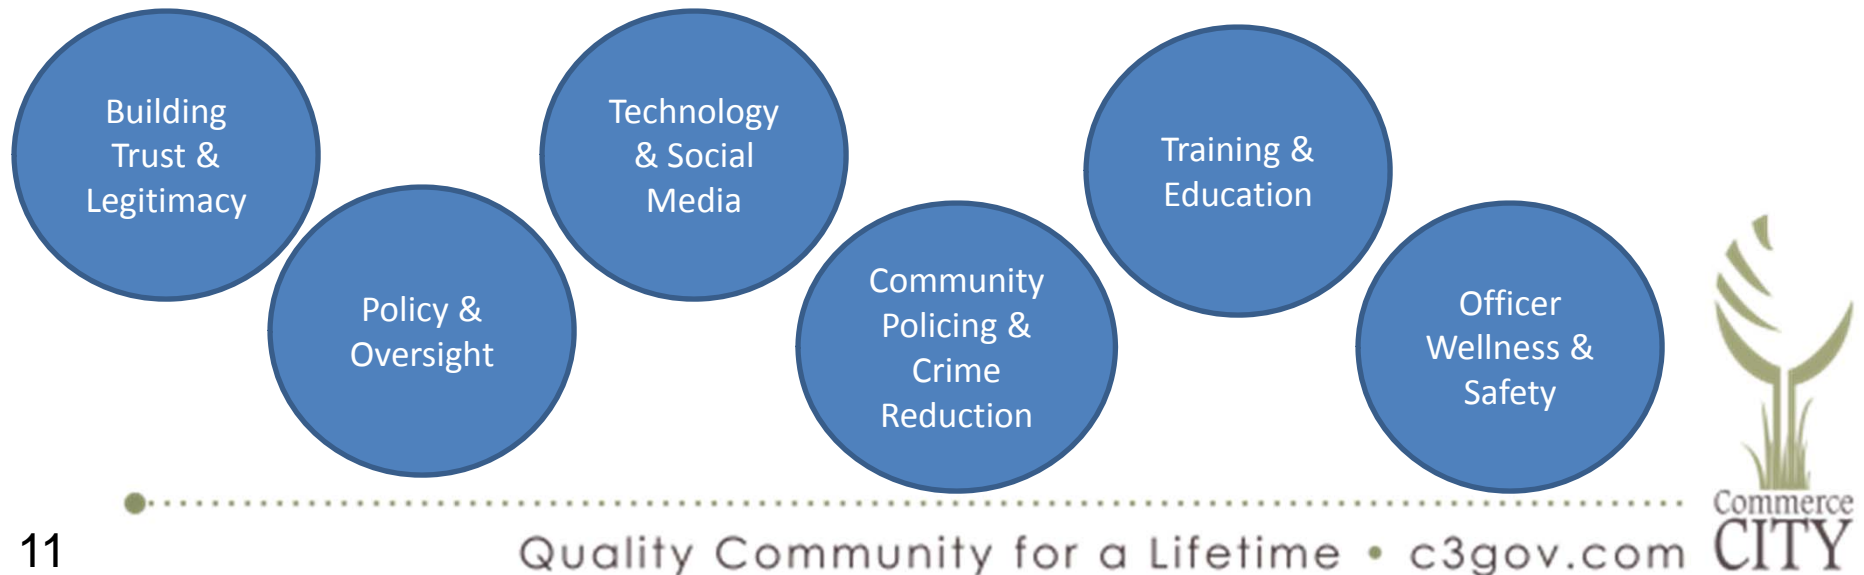 Building
Trust &
Legitimacy
Policy &
Oversight
Technology
& Social
Media
Community
Policing &
Crime
Reduction
Training &
Education
Officer
Wellness &
Safety
11
Quality Community for a Lifetime • c3gov.com
Commerce
CITY